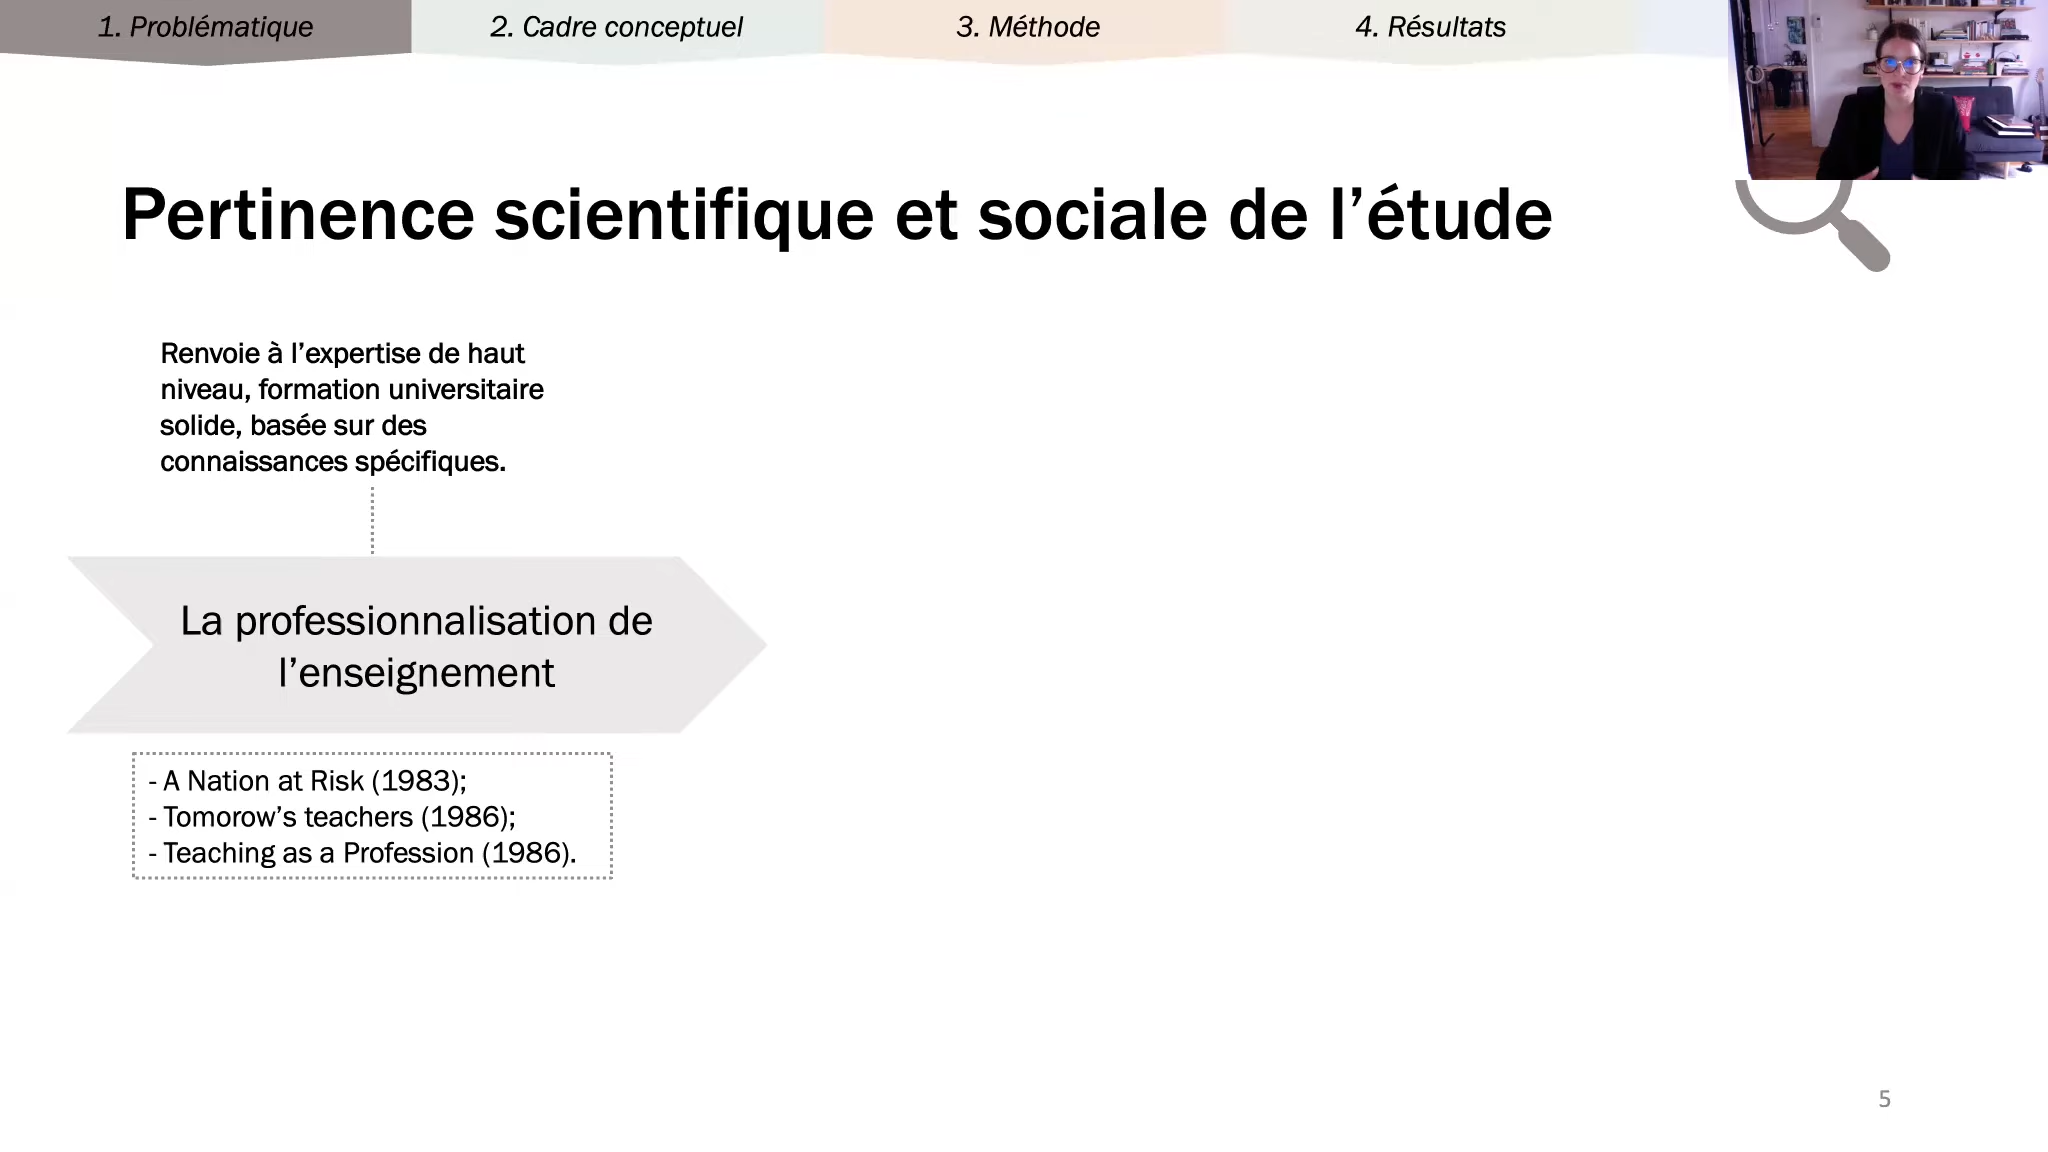 1. Problématique
2. Cadre conceptuel
3. Méthode
4. Résultats
Pertinence scientifique et sociale de l’étude
Renvoie à l’expertise de haut
niveau, formation universitaire
solide, basée sur des
connaissances spécifiques.
La professionnalisation de
l’enseignement
- A Nation at Risk (1983);
- Tomorow’s teachers (1986);
- Teaching as a Profession (1986).
5